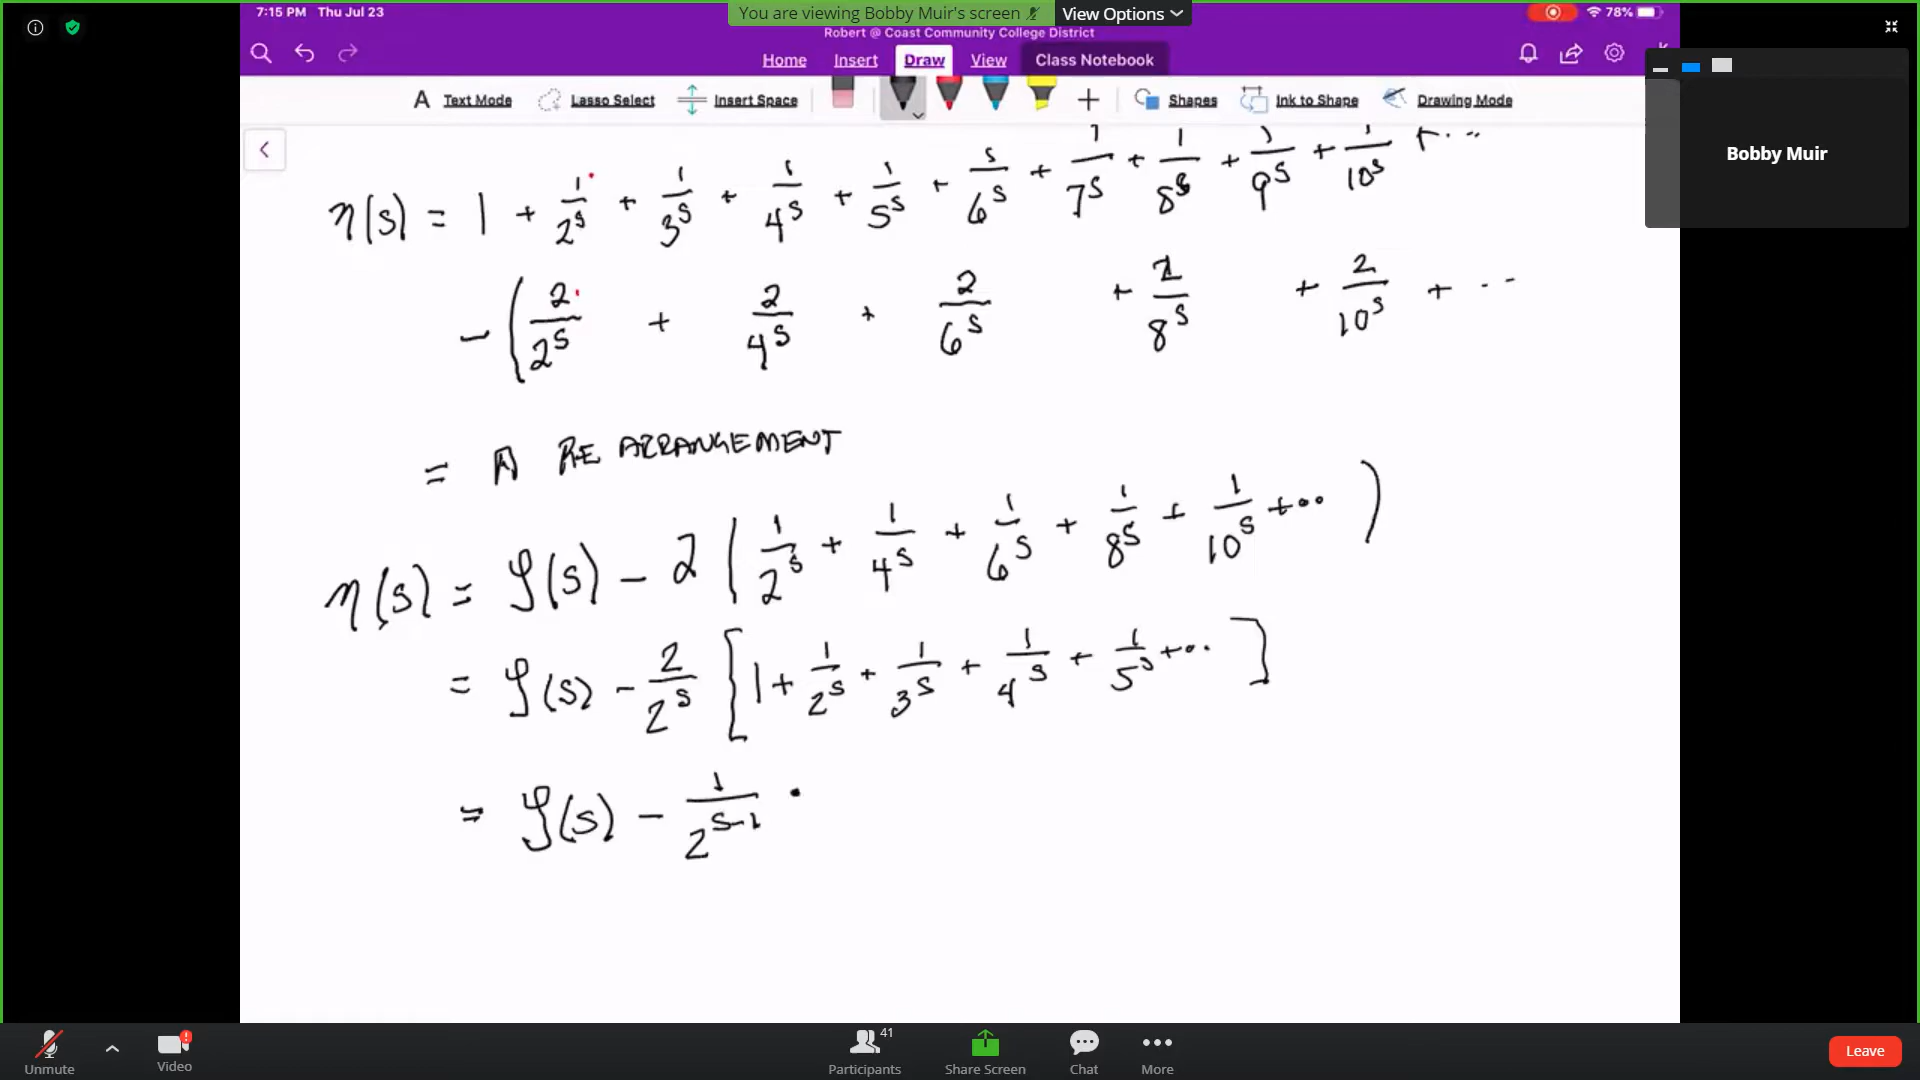 7:15 PM Thu Jul 23
You are viewing Bobby Muir's screen View Options
78%
Robert @ Coast Community College District
Home Insert Draw View Class Notebook
A Text Mode Lasso Select Insert Space + Shapes Ink to Shape Drawing Mode
Bobby Muir
η(s) = 1 + 1/2^s + 1/3^s + 1/4^s + 1/5^s + 1/6^s + 1/7^s + 1/8^s + 1/9^s + 1/10^s + ...
- (2/2^s + 2/4^s + 2/6^s + 2/8^s + 2/10^s + ...
= A RE ARRANGEMENT
η(s) = ζ(s) - 2 (1/2^s + 1/4^s + 1/6^s + 1/8^s + 1/10^s + ...)
= ζ(s) - 2/2^s [1 + 1/2^s + 1/3^s + 1/4^s + 1/5^s + ...]
= ζ(s) - 1/2^(s-1) ·
Unmute Video Participants 41 Share Screen Chat More Leave